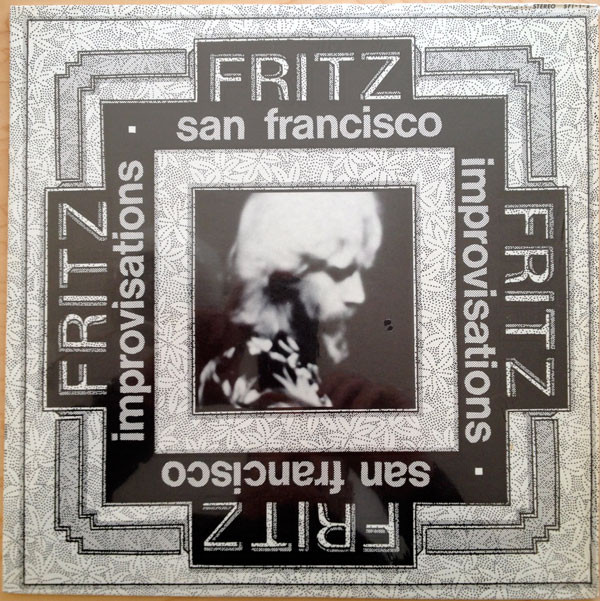 STEREO
FRITZ
san francisco
improvisations ·
FRITZ
improvisations ·
FRITZ
san francisco
FRITZ